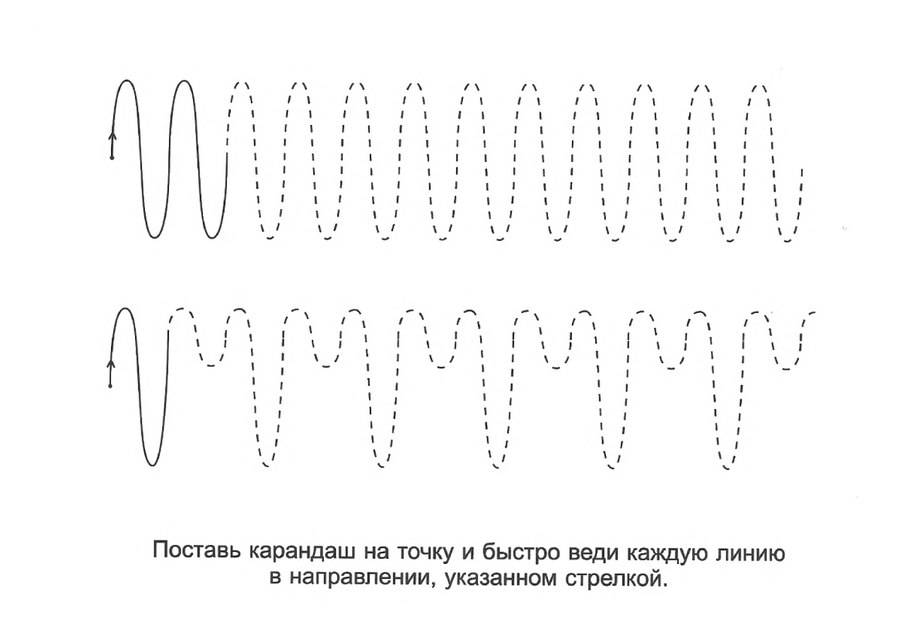 Поставь карандаш на точку и быстро веди каждую линию
в направлении, указанном стрелкой.